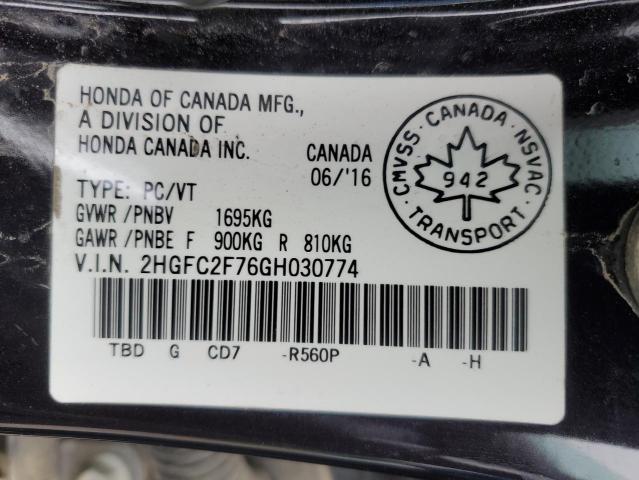 HONDA OF CANADA MFG.,
A DIVISION OF
HONDA CANADA INC. CANADA
06/'16
TYPE: PC/VT
GVWR /PNBV 1695KG
GAWR /PNBE F 900KG R 810KG
V.I.N. 2HGFC2F76GH030774
TBD G CD7 -R560P -A -H
CMVSS · CANADA · NSVAC
942
TRANSPORT